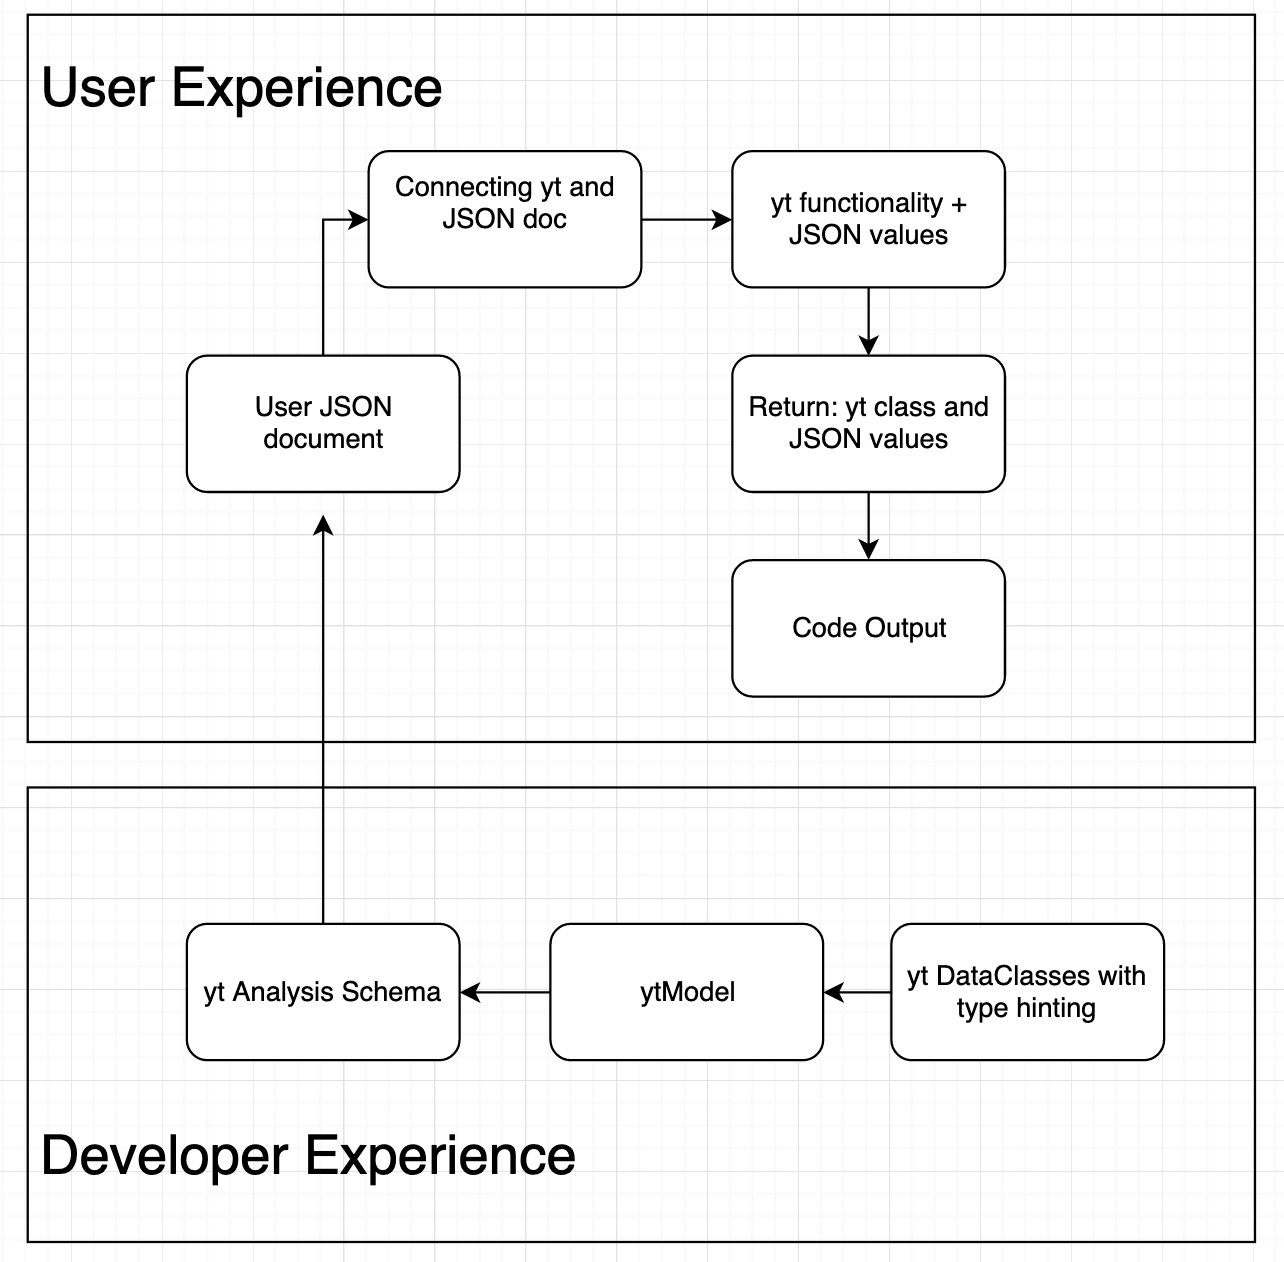 User Experience
Connecting yt and
JSON doc
yt functionality +
JSON values
User JSON
document
Return: yt class and
JSON values
Code Output
yt Analysis Schema
ytModel
yt DataClasses with
type hinting
Developer Experience